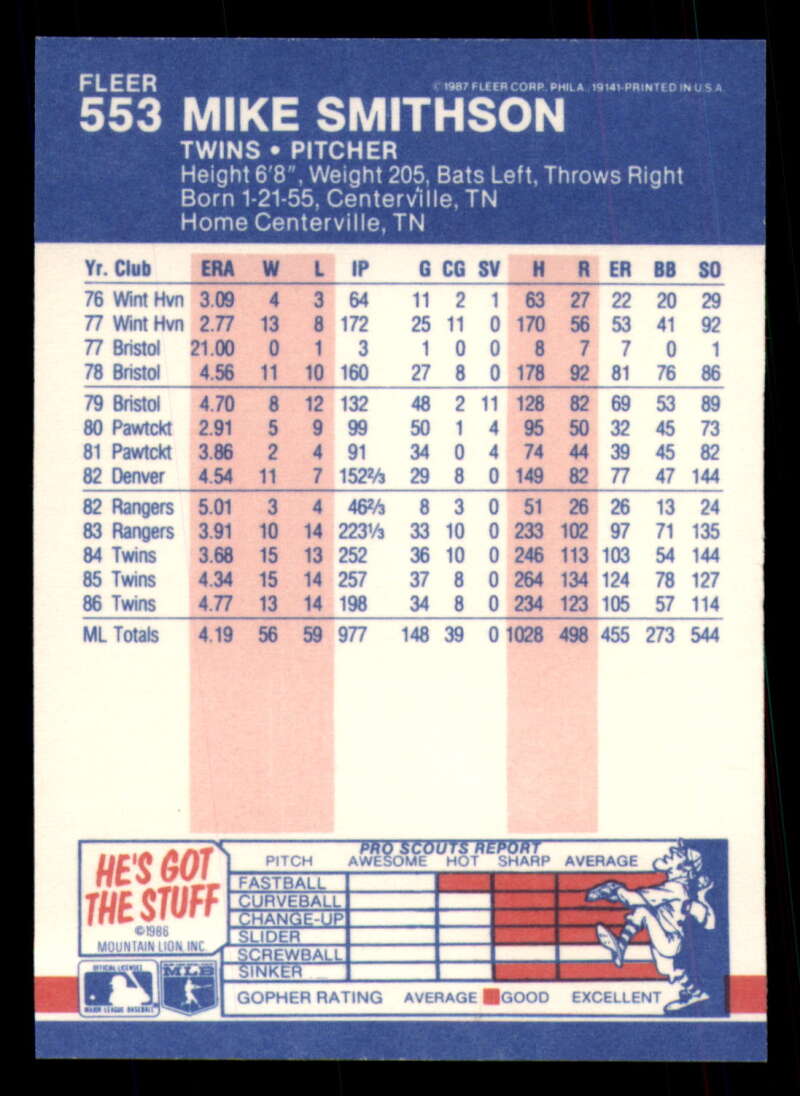 FLEER
© 1987 FLEER CORP. PHILA., 19141-PRINTED IN U.S.A.
553 MIKE SMITHSON
TWINS • PITCHER
Height 6'8", Weight 205, Bats Left, Throws Right
Born 1-21-55, Centerville, TN
Home Centerville, TN
Yr. Club ERA W L IP G CG SV H R ER BB SO
76 Wint Hvn 3.09 4 3 64 11 2 1 63 27 22 20 29
77 Wint Hvn 2.77 13 8 172 25 11 0 170 56 53 41 92
77 Bristol 21.00 0 1 3 1 0 0 8 7 7 0 1
78 Bristol 4.56 11 10 160 27 8 0 178 92 81 76 86
79 Bristol 4.70 8 12 132 48 2 11 128 82 69 53 89
80 Pawtckt 2.91 5 9 99 50 1 4 95 50 32 45 73
81 Pawtckt 3.86 2 4 91 34 0 4 74 44 39 45 82
82 Denver 4.54 11 7 152⅔ 29 8 0 149 82 77 47 144
82 Rangers 5.01 3 4 46⅔ 8 3 0 51 26 26 13 24
83 Rangers 3.91 10 14 223⅓ 33 10 0 233 102 97 71 135
84 Twins 3.68 15 13 252 36 10 0 246 113 103 54 144
85 Twins 4.34 15 14 257 37 8 0 264 134 124 78 127
86 Twins 4.77 13 14 198 34 8 0 234 123 105 57 114
ML Totals 4.19 56 59 977 148 39 0 1028 498 455 273 544
HE'S GOT
THE STUFF
©1986
MOUNTAIN LION, INC.
OFFICIAL LICENSEE
MAJOR LEAGUE BASEBALL
MLB
PRO SCOUTS REPORT
PITCH AWESOME HOT SHARP AVERAGE
FASTBALL
CURVEBALL
CHANGE-UP
SLIDER
SCREWBALL
SINKER
GOPHER RATING AVERAGE GOOD EXCELLENT